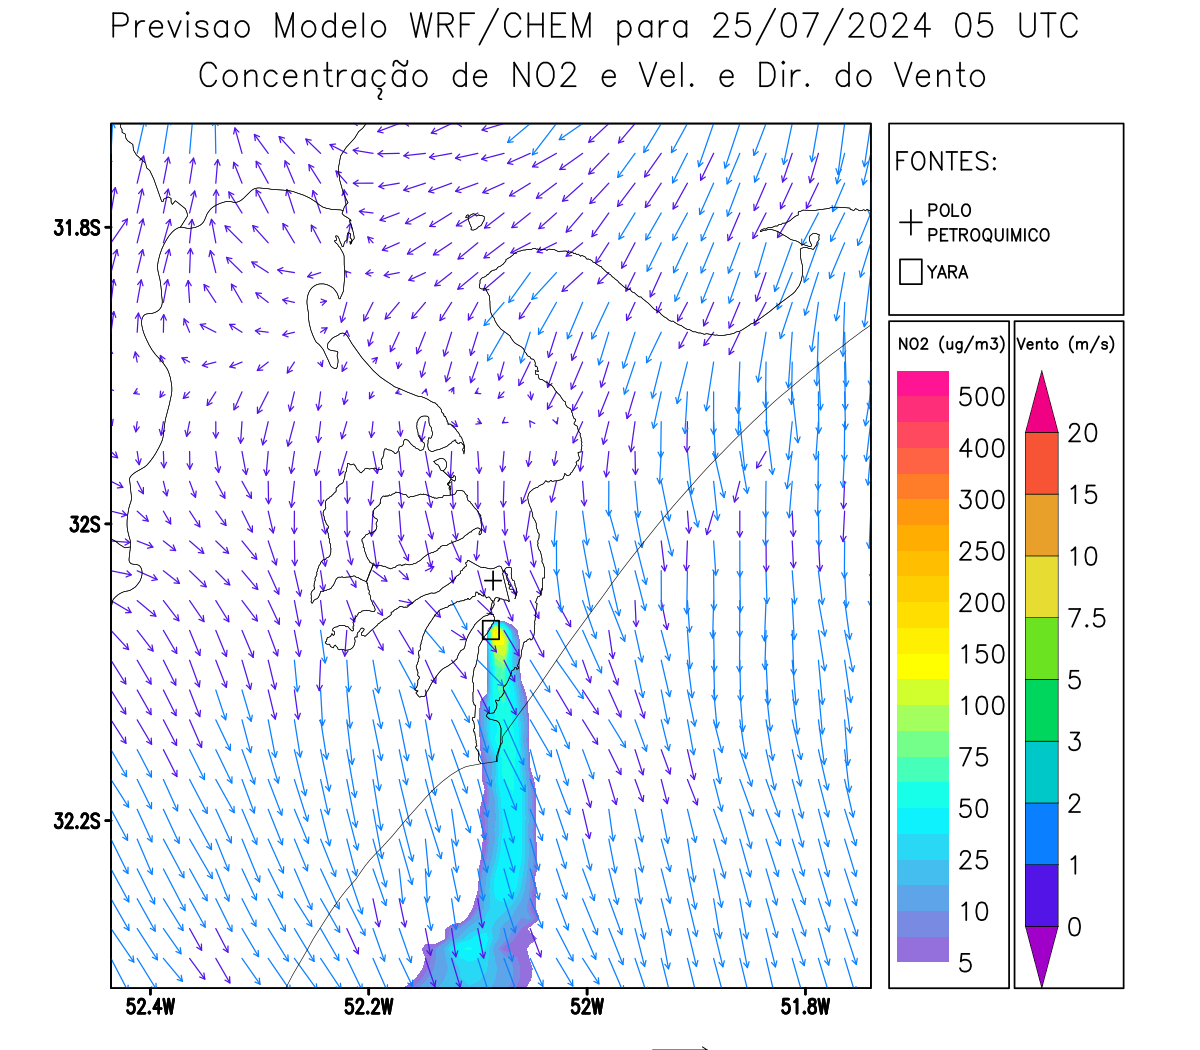 Previsao Modelo WRF/CHEM para 25/07/2024 05 UTC
Concentração de NO2 e Vel. e Dir. do Vento
FONTES:
POLO
PETROQUIMICO
YARA
NO2 (ug/m3)
500
400
300
250
200
150
100
75
50
25
10
5
Vento (m/s)
20
15
10
7.5
5
3
2
1
0
31.8S
32S
32.2S
52.4W
52.2W
52W
51.8W